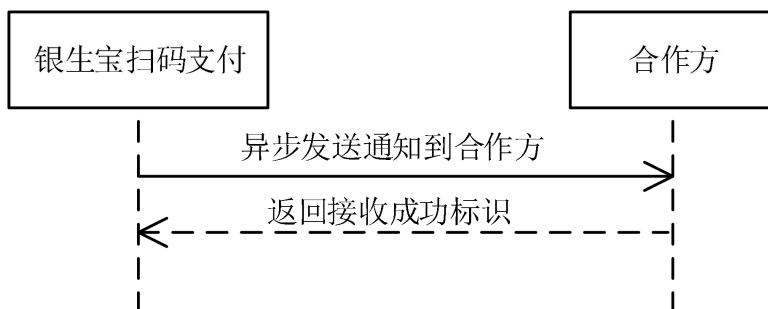 银生宝扫码支付
合作方
异步发送通知到合作方
返回接收成功标识